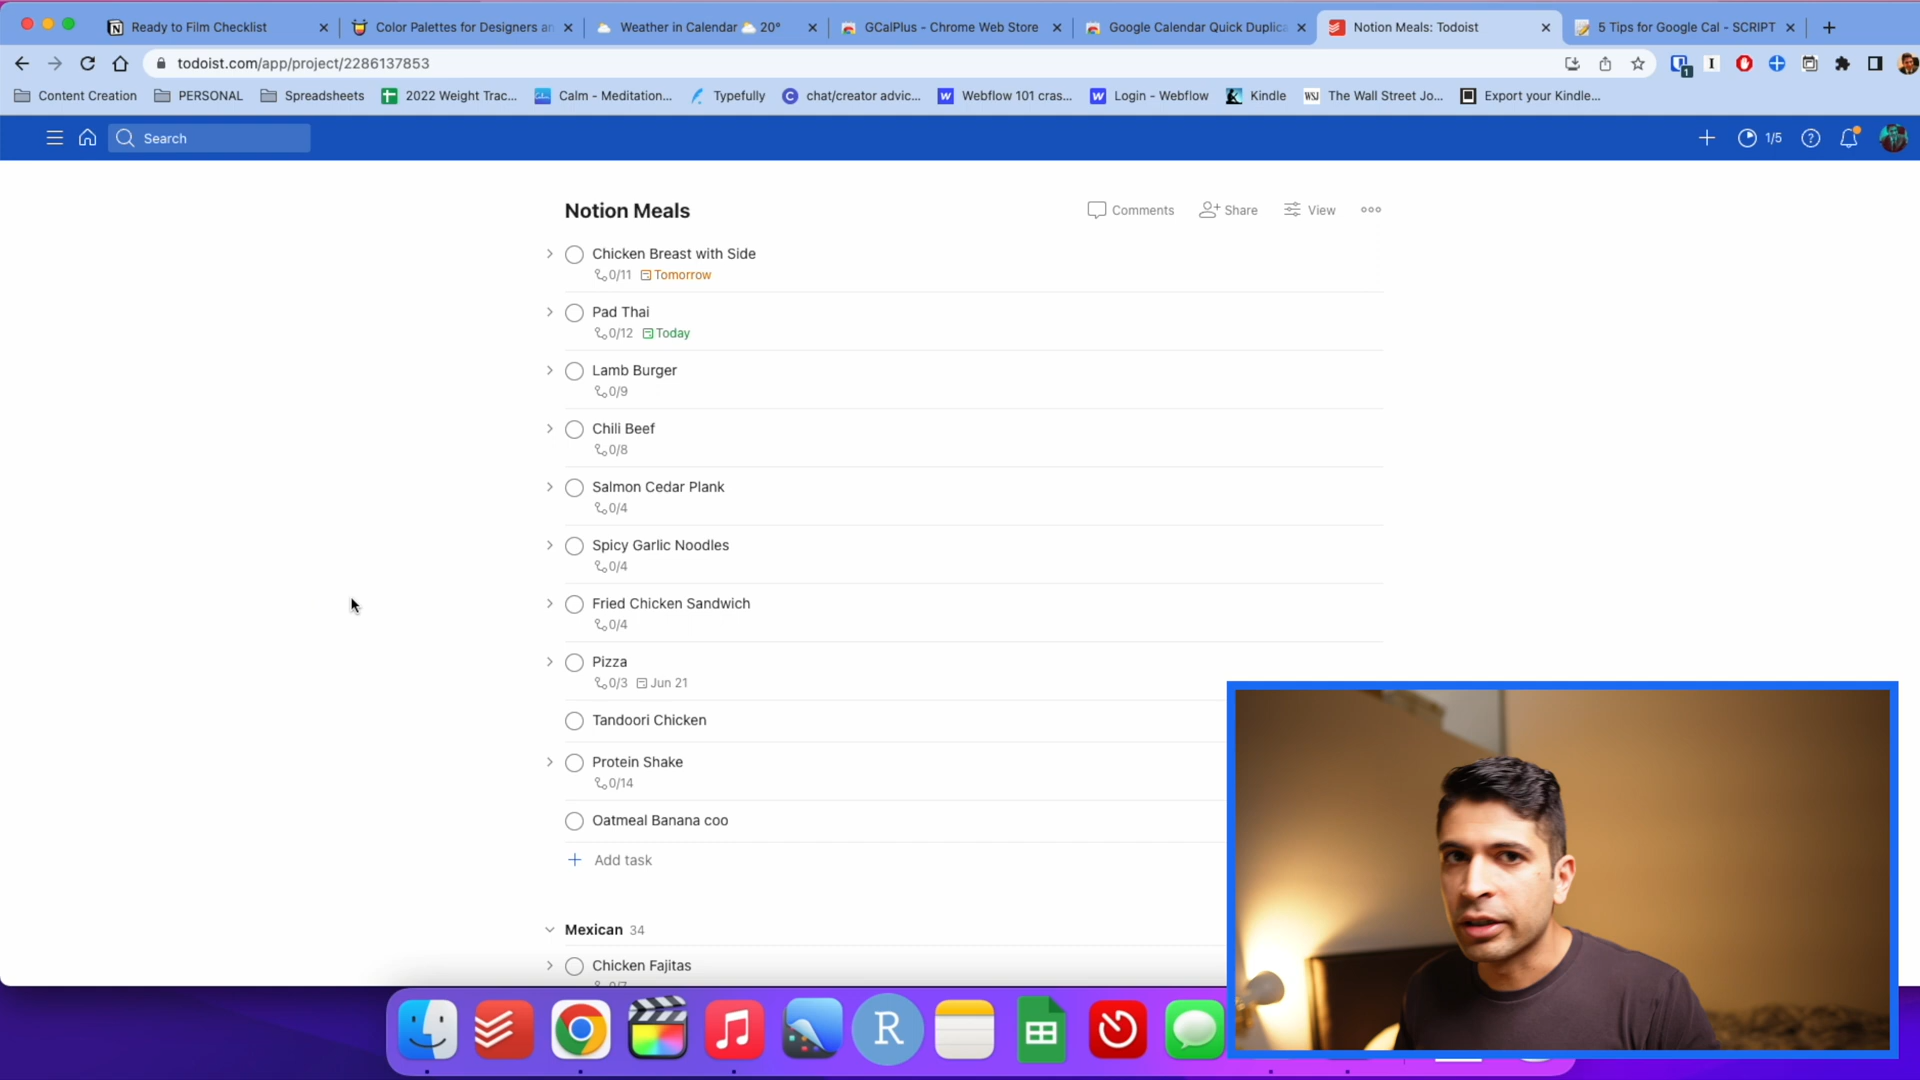 Ready to Film Checklist
Color Palettes for Designers an
Weather in Calendar 20°
GCalPlus - Chrome Web Store
Google Calendar Quick Duplica
Notion Meals: Todoist
5 Tips for Google Cal - SCRIPT
todoist.com/app/project/2286137853
1
I
Content Creation
PERSONAL
Spreadsheets
2022 Weight Trac...
Calm - Meditation...
Typefully
chat/creator advic...
Webflow 101 cras...
Login - Webflow
Kindle
WSJ The Wall Street Jo...
Export your Kindle...
Search
1/5
Notion Meals
Comments
Share
View
Chicken Breast with Side
0/11 Tomorrow
Pad Thai
0/12 Today
Lamb Burger
0/9
Chili Beef
0/8
Salmon Cedar Plank
0/4
Spicy Garlic Noodles
0/4
Fried Chicken Sandwich
0/4
Pizza
0/3 Jun 21
Tandoori Chicken
Protein Shake
0/14
Oatmeal Banana coo
Add task
Mexican 34
Chicken Fajitas
R